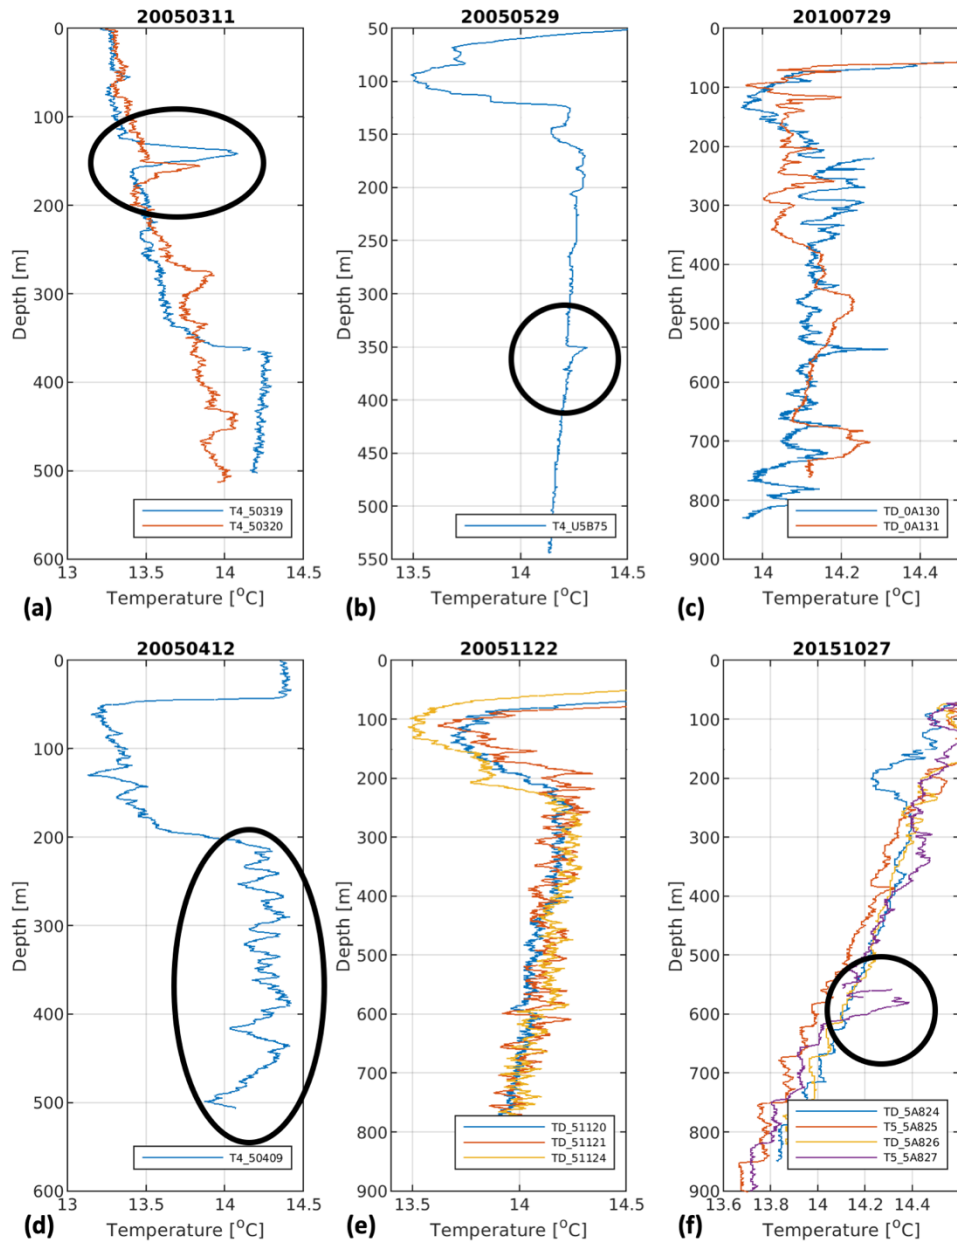 20050311
0
100
200
300
400
500
600
Depth [m]
13
13.5
14
14.5
Temperature [°C]
T4_50319
T4_50320
(a)
20050529
50
100
150
200
250
300
350
400
450
500
550
Depth [m]
13.5
14
14.5
Temperature [°C]
T4_U5B75
(b)
20100729
0
100
200
300
400
500
600
700
800
900
Depth [m]
14
14.2
14.4
Temperature [°C]
TD_0A130
TD_0A131
(c)
20050412
0
100
200
300
400
500
600
Depth [m]
13
13.5
14
14.5
Temperature [°C]
T4_50409
(d)
20051122
0
100
200
300
400
500
600
700
800
900
Depth [m]
13.5
14
14.5
Temperature [°C]
TD_51120
TD_51121
TD_51124
(e)
20151027
0
100
200
300
400
500
600
700
800
900
Depth [m]
13.6
13.8
14
14.2
14.4
Temperature [°C]
TD_5A824
T5_5A825
TD_5A826
T5_5A827
(f)